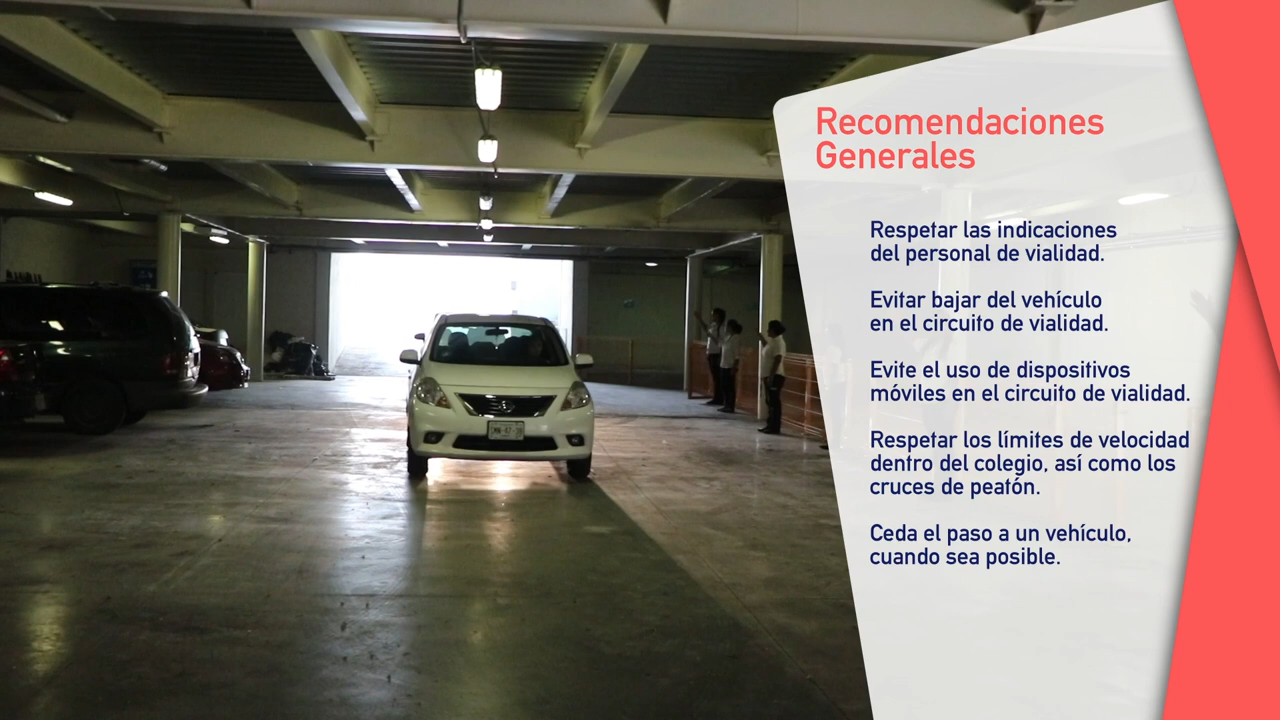 Recomendaciones
Generales
Respetar las indicaciones
del personal de vialidad.
Evitar bajar del vehículo
en el circuito de vialidad.
Evite el uso de dispositivos
móviles en el circuito de vialidad.
Respetar los límites de velocidad
dentro del colegio, así como los
cruces de peatón.
Ceda el paso a un vehículo,
cuando sea posible.